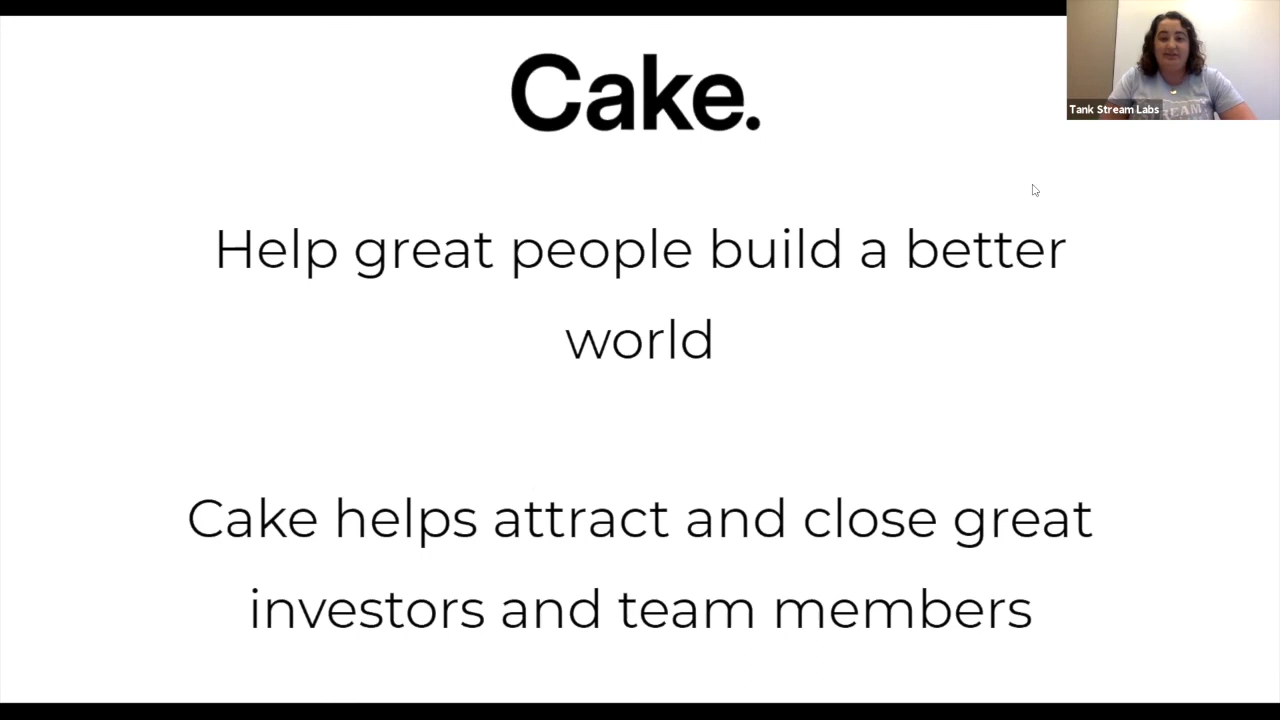 Cake.
Tank Stream Labs
Help great people build a better
world
Cake helps attract and close great
investors and team members